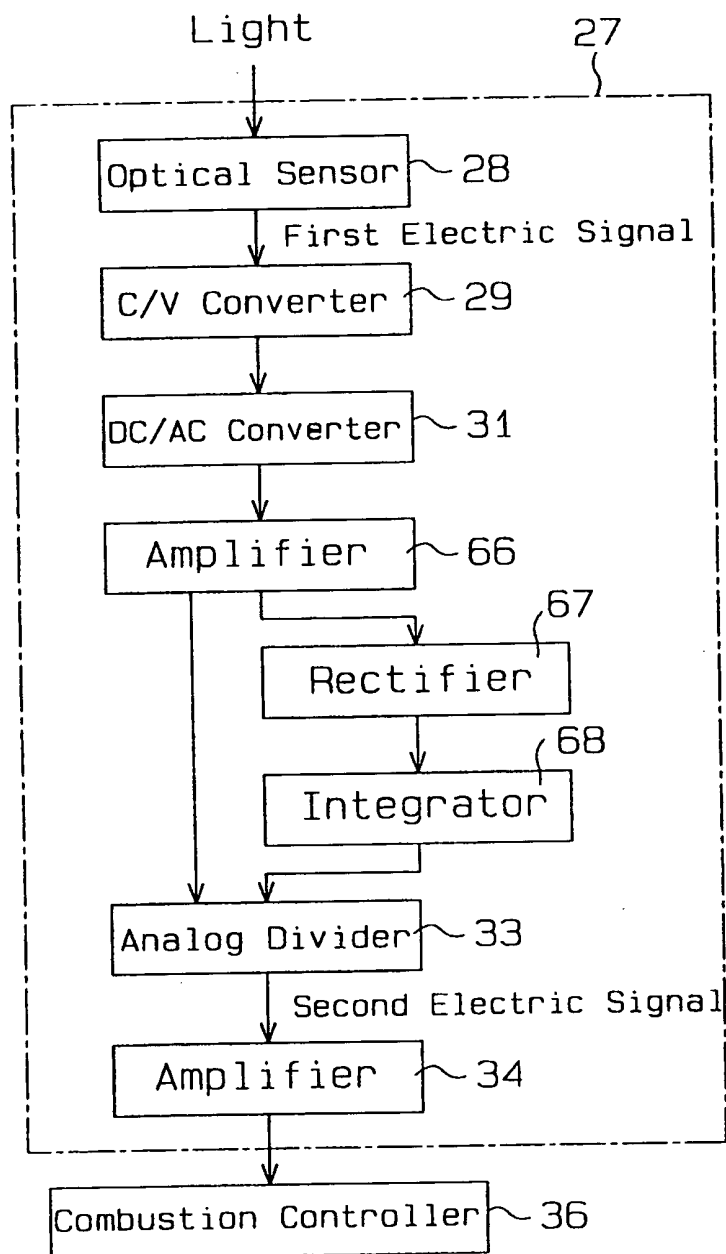 Light
27
Optical Sensor
28
First Electric Signal
C/V Converter
29
DC/AC Converter
31
Amplifier
66
67
Rectifier
68
Integrator
Analog Divider
33
Second Electric Signal
Amplifier
34
Combustion Controller
36